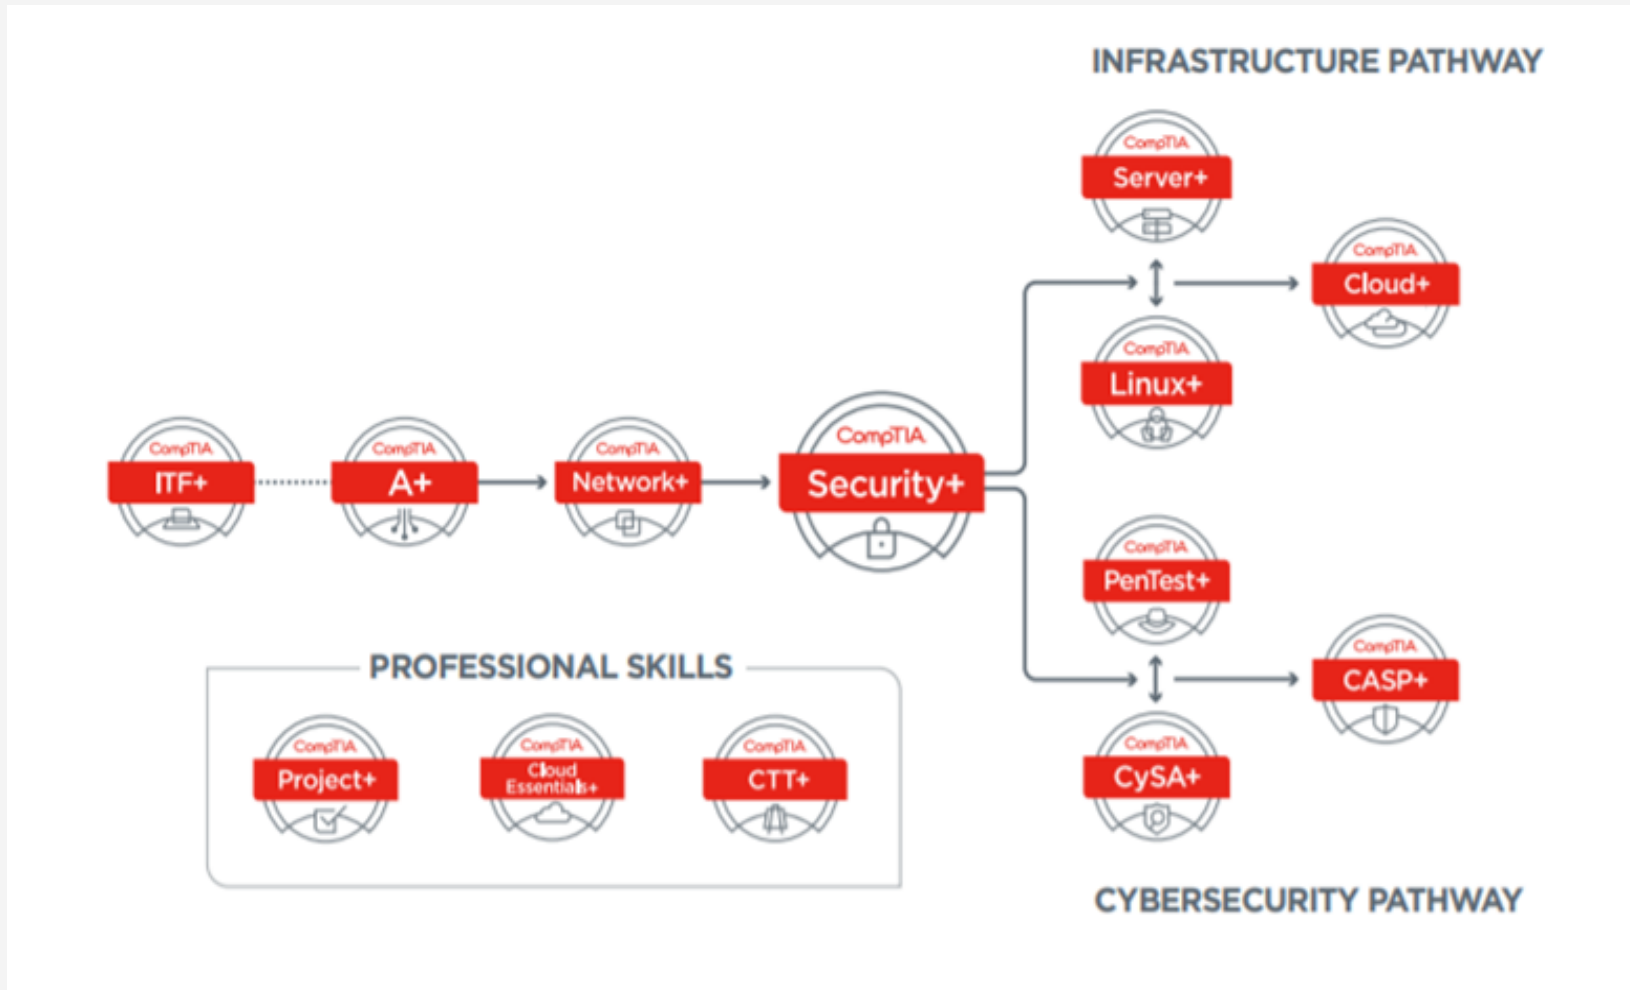 INFRASTRUCTURE PATHWAY
CompTIA
Server+
CompTIA
Cloud+
CompTIA
Linux+
CompTIA
ITF+
CompTIA
A+
CompTIA
Network+
CompTIA
Security+
CompTIA
PenTest+
CompTIA
CASP+
CompTIA
CySA+
CYBERSECURITY PATHWAY
PROFESSIONAL SKILLS
CompTIA
Project+
CompTIA
Cloud
Essentials+
CompTIA
CTT+